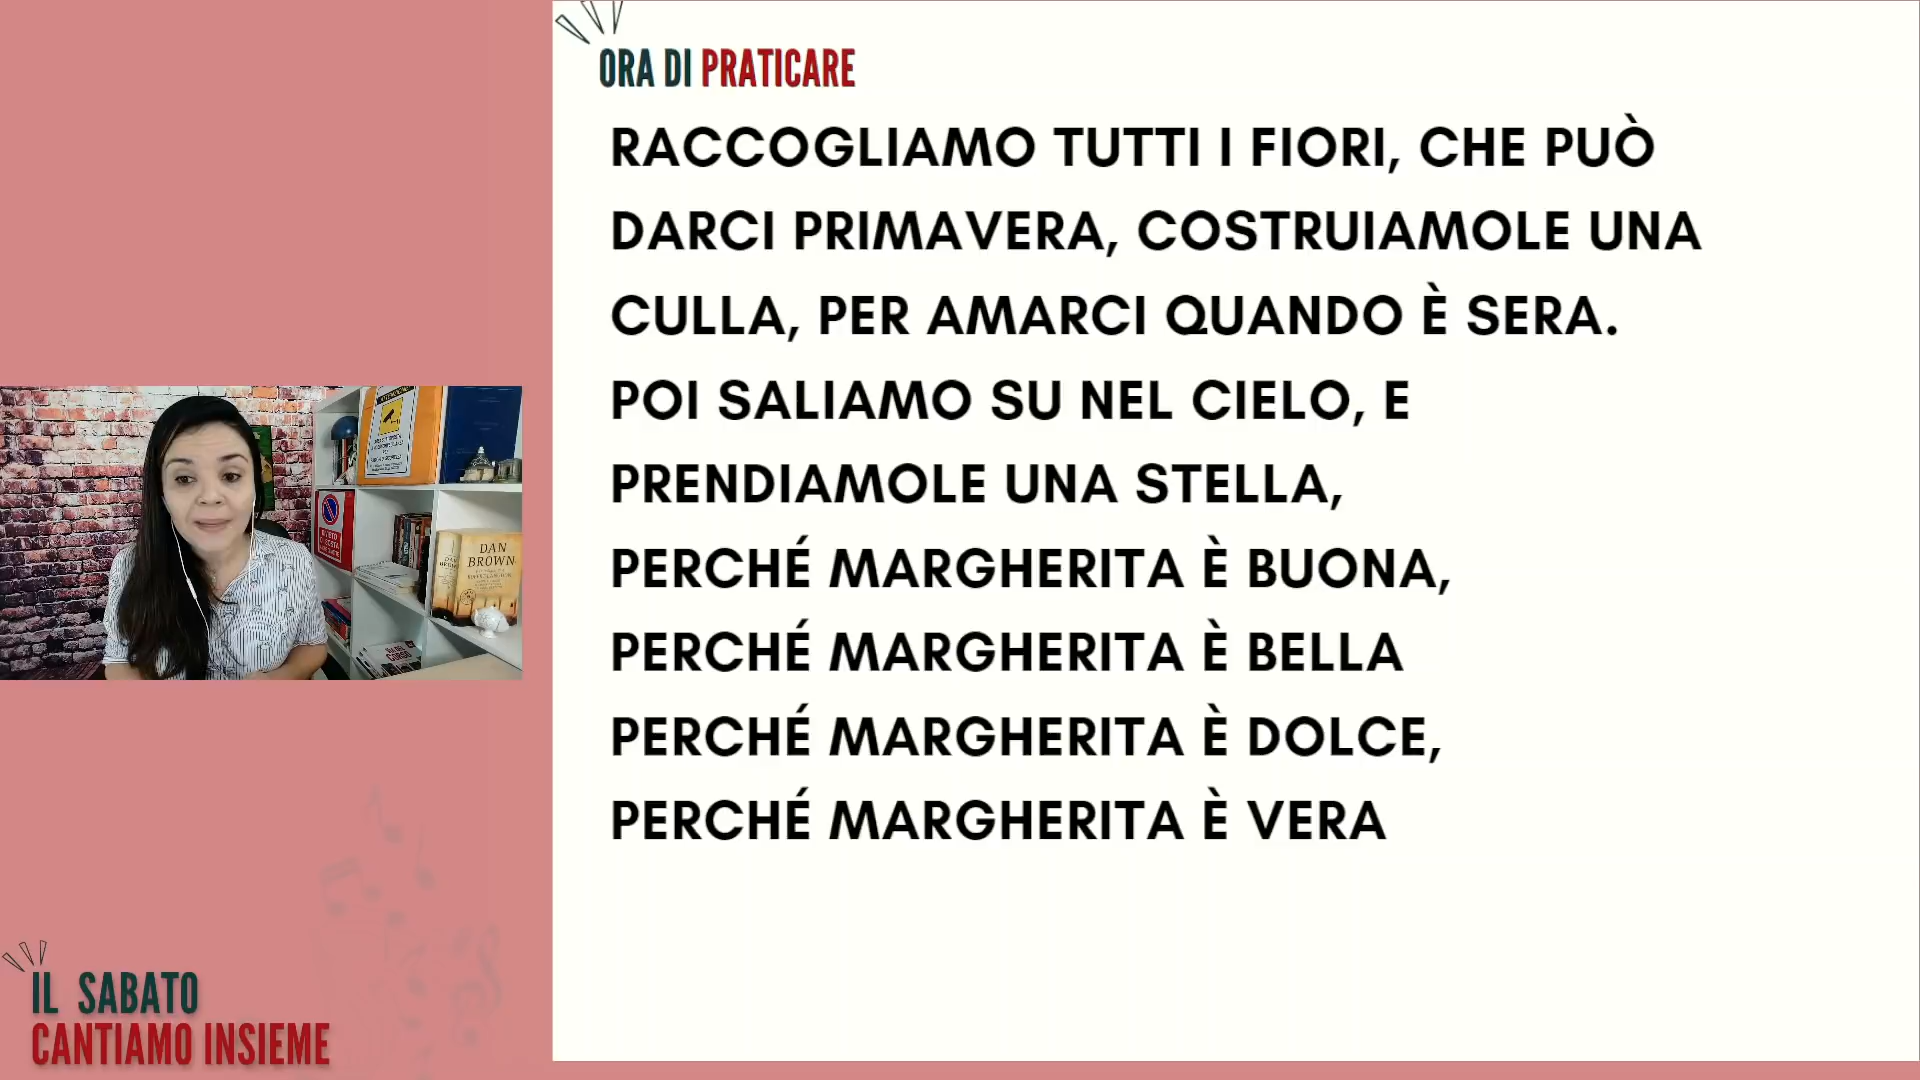 ORA DI PRATICARE
RACCOGLIAMO TUTTI I FIORI, CHE PUÒ
DARCI PRIMAVERA, COSTRUIAMOLE UNA
CULLA, PER AMARCI QUANDO È SERA.
POI SALIAMO SU NEL CIELO, E
PRENDIAMOLE UNA STELLA,
PERCHÉ MARGHERITA È BUONA,
PERCHÉ MARGHERITA È BELLA
PERCHÉ MARGHERITA È DOLCE,
PERCHÉ MARGHERITA È VERA
DAN
BROWN
IL SABATO
CANTIAMO INSIEME